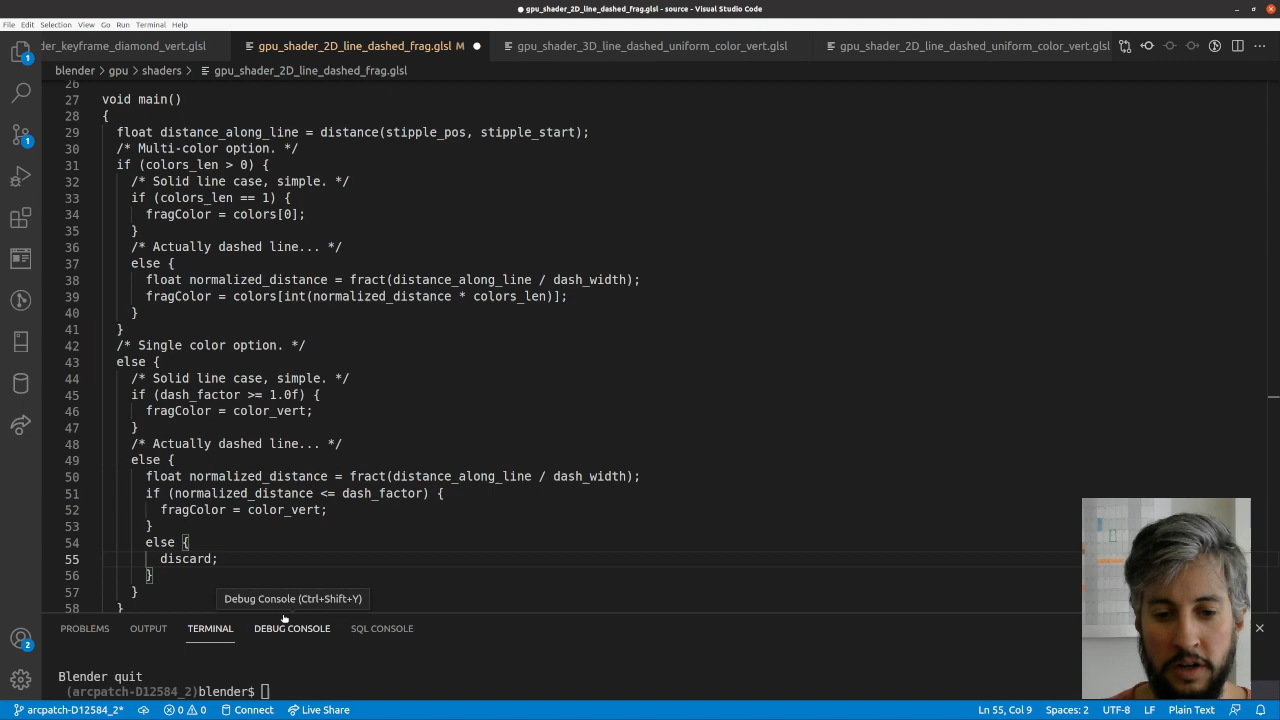 gpu_shader_2D_line_dashed_frag.glsl - source - Visual Studio Code
File Edit Selection View Go Run Terminal Help
der_keyframe_diamond_vert.glsl gpu_shader_2D_line_dashed_frag.glsl M gpu_shader_3D_line_dashed_uniform_color_vert.glsl gpu_shader_2D_line_dashed_uniform_color_vert.glsl
blender > gpu > shaders > gpu_shader_2D_line_dashed_frag.glsl
26
27 void main()
28 {
29 float distance_along_line = distance(stipple_pos, stipple_start);
30 /* Multi-color option. */
31 if (colors_len > 0) {
32 /* Solid line case, simple. */
33 if (colors_len == 1) {
34 fragColor = colors[0];
35 }
36 /* Actually dashed line... */
37 else {
38 float normalized_distance = fract(distance_along_line / dash_width);
39 fragColor = colors[int(normalized_distance * colors_len)];
40 }
41 }
42 /* Single color option. */
43 else {
44 /* Solid line case, simple. */
45 if (dash_factor >= 1.0f) {
46 fragColor = color_vert;
47 }
48 /* Actually dashed line... */
49 else {
50 float normalized_distance = fract(distance_along_line / dash_width);
51 if (normalized_distance <= dash_factor) {
52 fragColor = color_vert;
53 }
54 else {
55 discard;
56 }
57 }
58 }
Debug Console (Ctrl+Shift+Y)
PROBLEMS OUTPUT TERMINAL DEBUG CONSOLE SQL CONSOLE
Blender quit
(arcpatch-D12584_2)blender$
arcpatch-D12584_2* 0 0 Connect Live Share Ln 55, Col 9 Spaces: 2 UTF-8 LF Plain Text